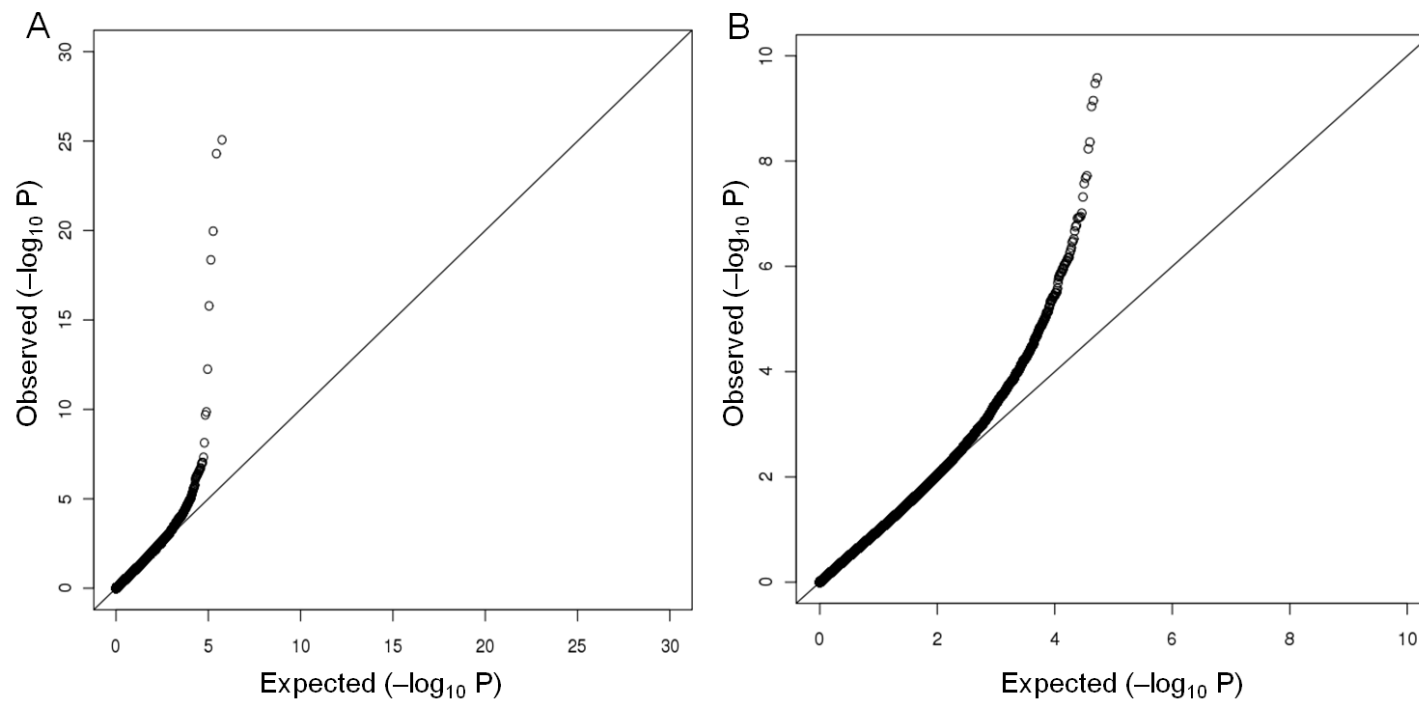 A
Observed (–log10 P)
30
25
20
15
10
5
0
0 5 10 15 20 25 30
Expected (–log10 P)
B
Observed (–log10 P)
10
8
6
4
2
0
0 2 4 6 8 10
Expected (–log10 P)